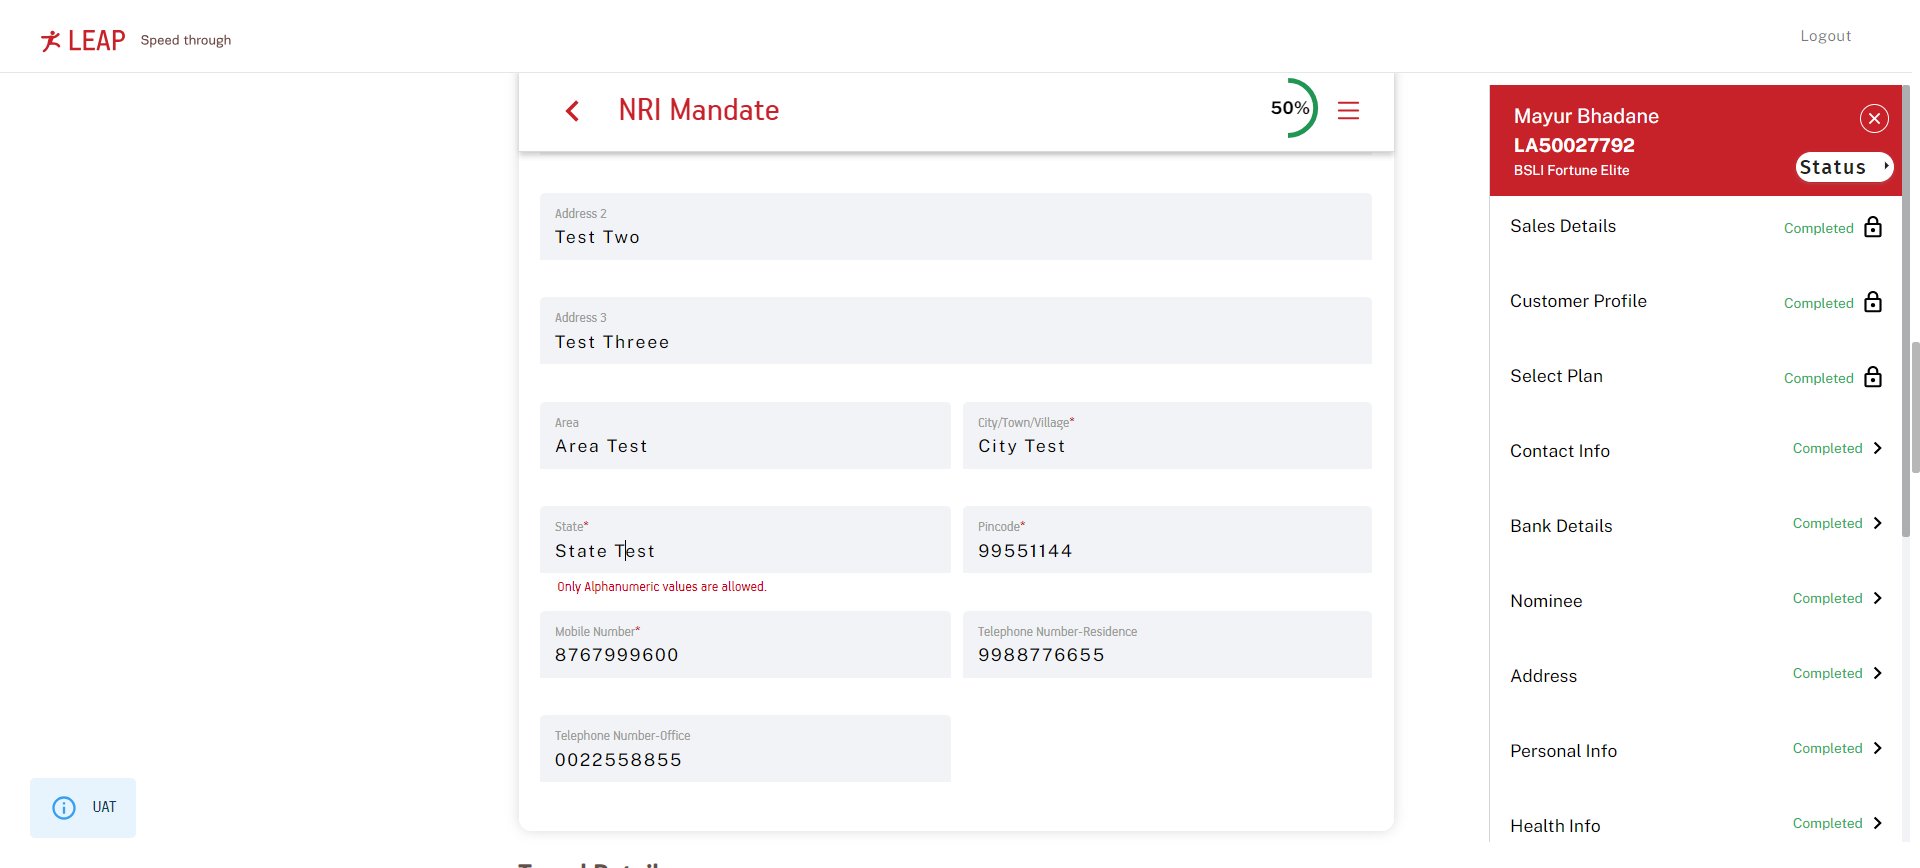 LEAP Speed through
Logout
NRI Mandate
50%
Address 2
Test Two
Address 3
Test Threee
Area
Area Test
City/Town/Village*
City Test
State*
State Test
Only Alphanumeric values are allowed.
Pincode*
99551144
Mobile Number*
8767999600
Telephone Number-Residence
9988776655
Telephone Number-Office
0022558855
UAT
Mayur Bhadane
LA50027792
BSLI Fortune Elite
Status
Sales Details Completed
Customer Profile Completed
Select Plan Completed
Contact Info Completed
Bank Details Completed
Nominee Completed
Address Completed
Personal Info Completed
Health Info Completed